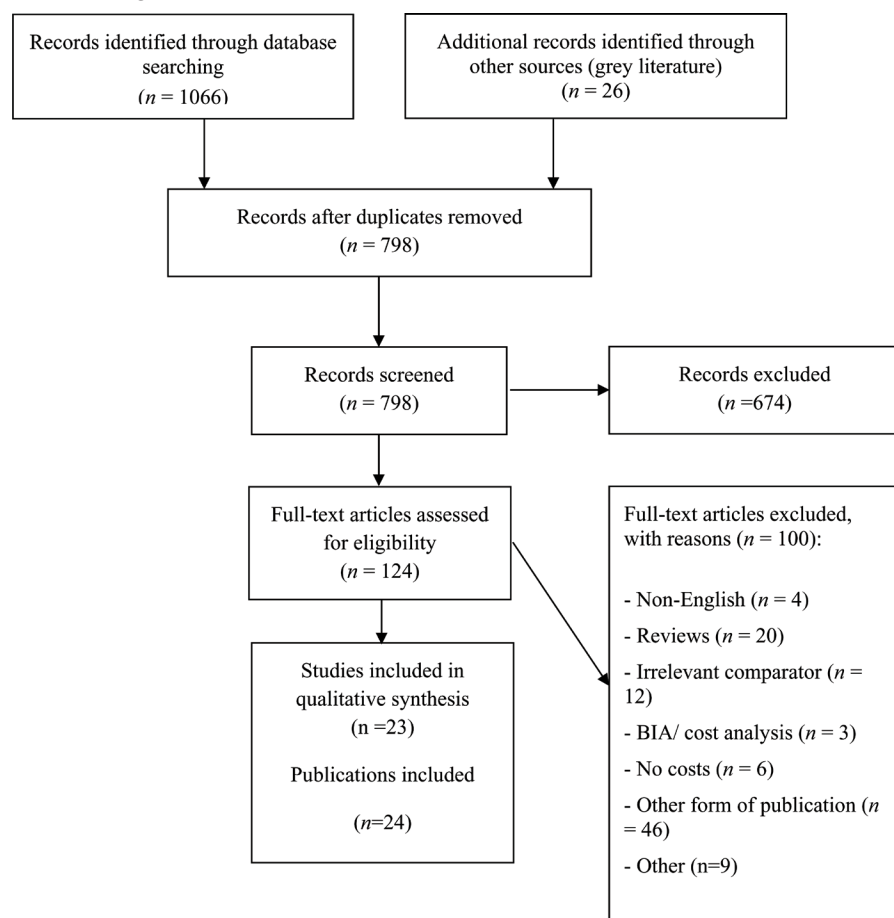 Records identified through database
searching
(n = 1066)
Additional records identified through
other sources (grey literature)
(n = 26)
Records after duplicates removed
(n = 798)
Records screened
(n = 798)
Records excluded
(n =674)
Full-text articles assessed
for eligibility
(n = 124)
Full-text articles excluded,
with reasons (n = 100):
- Non-English (n = 4)
- Reviews (n = 20)
- Irrelevant comparator (n =
12)
- BIA/ cost analysis (n = 3)
- No costs (n = 6)
- Other form of publication (n
= 46)
- Other (n=9)
Studies included in
qualitative synthesis
(n =23)
Publications included
(n=24)